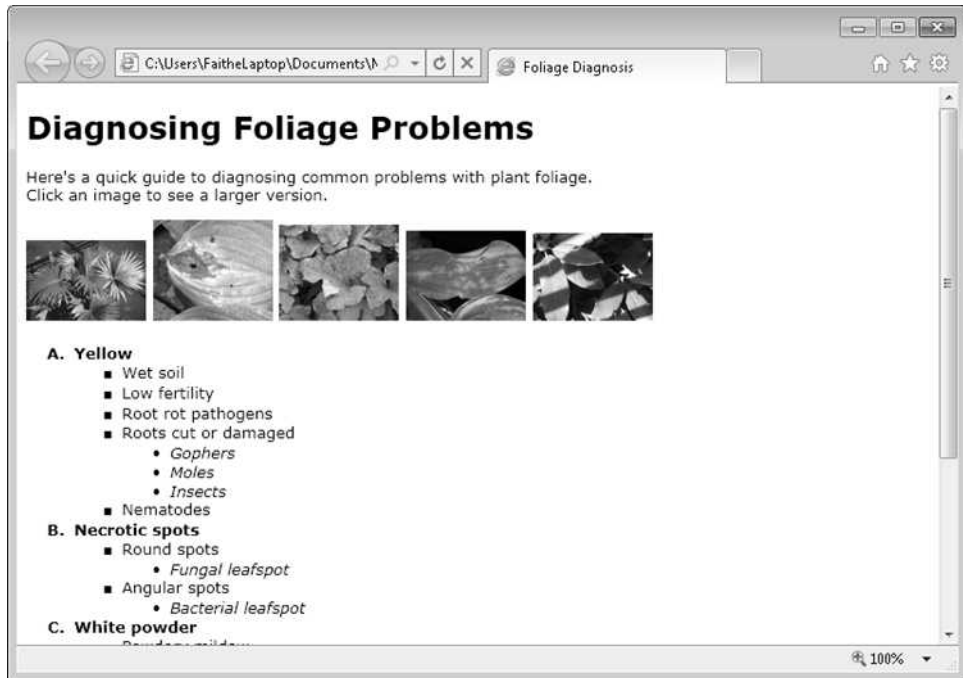 C:\Users\FaitheLaptop\Documents\N
Foliage Diagnosis
Diagnosing Foliage Problems
Here's a quick guide to diagnosing common problems with plant foliage.
Click an image to see a larger version.
A. Yellow
Wet soil
Low fertility
Root rot pathogens
Roots cut or damaged
Gophers
Moles
Insects
Nematodes
B. Necrotic spots
Round spots
Fungal leafspot
Angular spots
Bacterial leafspot
C. White powder
Powdery mildew
100%